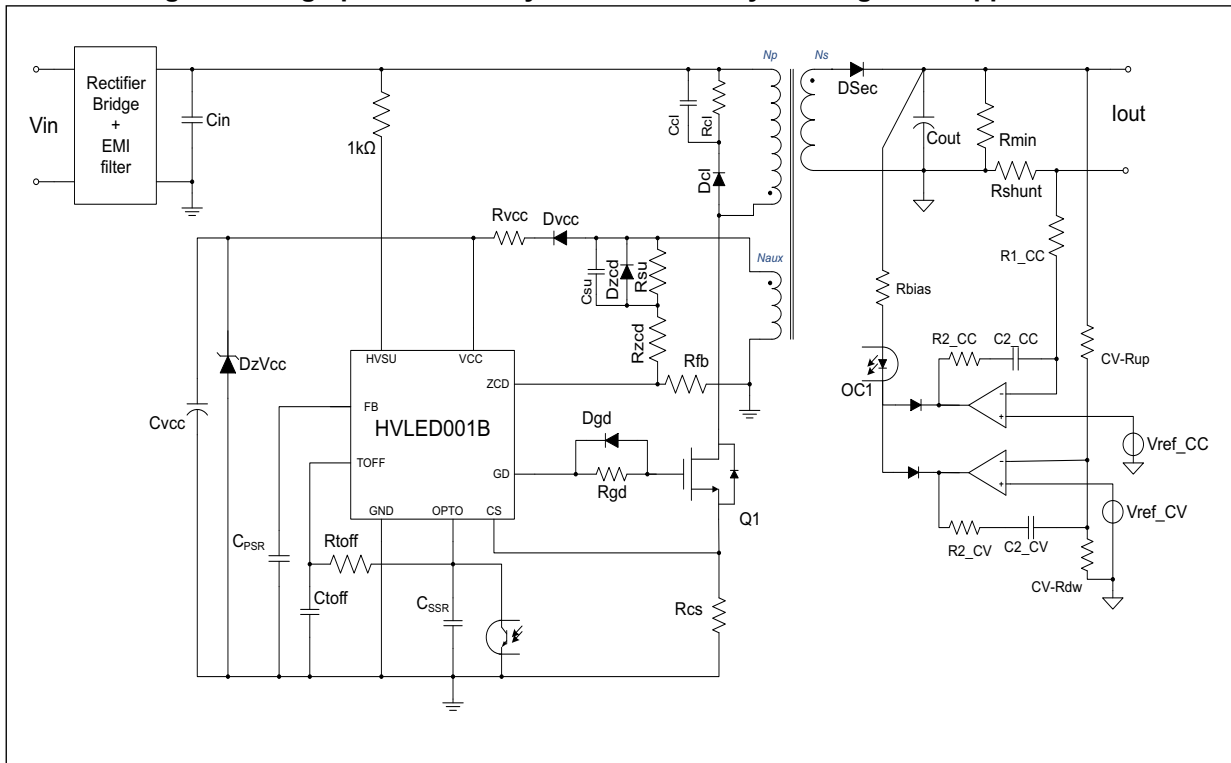 Np
Ns
DSec
Rectifier
Bridge
+
EMI
filter
Vin
Cin
1kΩ
Ccl
Rcl
Dcl
Cout
Rmin
Iout
Rshunt
Rvcc
Dvcc
Naux
R1_CC
Csu
Dzcd
Rsu
Rbias
Rzcd
Rfb
R2_CC
C2_CC
CV-Rup
DzVcc
HVSU
VCC
ZCD
OC1
-
+
Cvcc
FB
HVLED001B
Dgd
Vref_CC
TOFF
GD
Rgd
-
+
GND
OPTO
CS
Q1
Vref_CV
CPSR
Rtoff
R2_CV
C2_CV
Ctoff
CSSR
Rcs
CV-Rdw